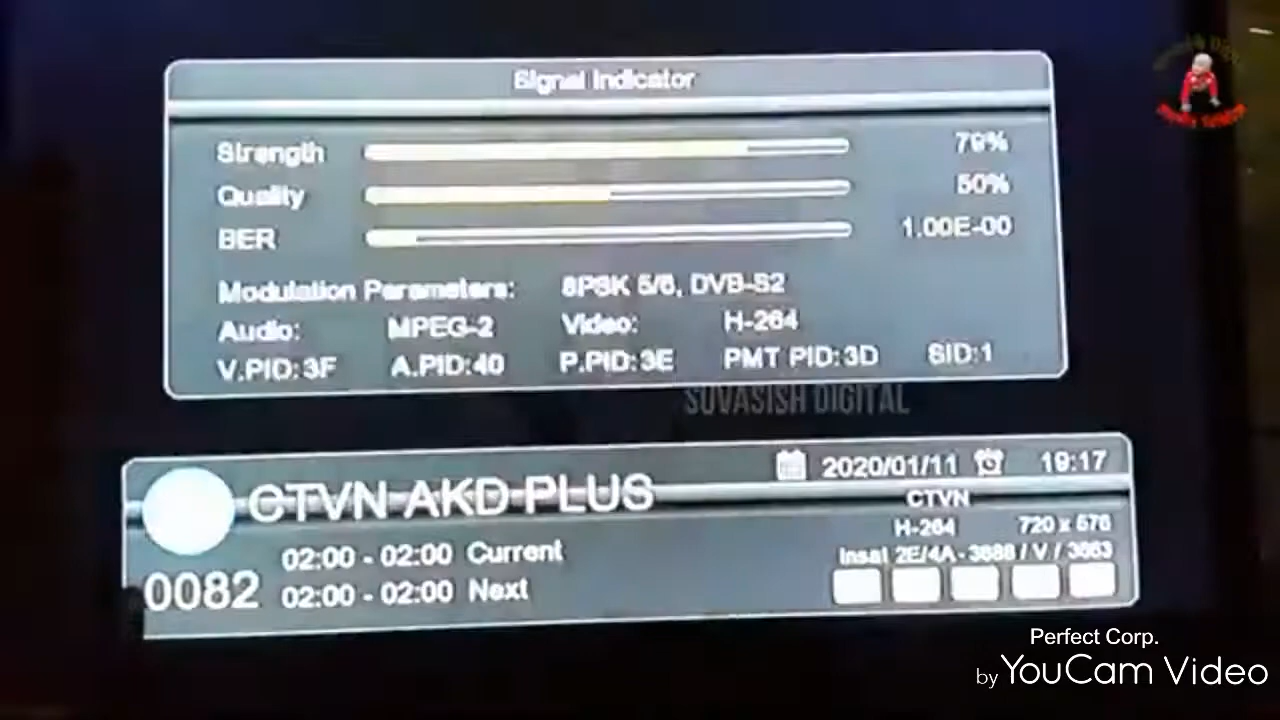 Signal Indicator
Strength 79%
Quality 50%
BER 1.00E-00
Modulation Parameters: 8PSK 5/6, DVB-S2
Audio: MPEG-2 Video: H-264
V.PID:3F A.PID:40 P.PID:3E PMT PID:3D SID:1
SUVASISH DIGITAL
2020/01/11 19:17
CTVN AKD PLUS
CTVN
H-264 720 x 576
02:00 - 02:00 Current
Insat 2E/4A - 3688 / V / 3663
0082 02:00 - 02:00 Next
Perfect Corp.
by YouCam Video